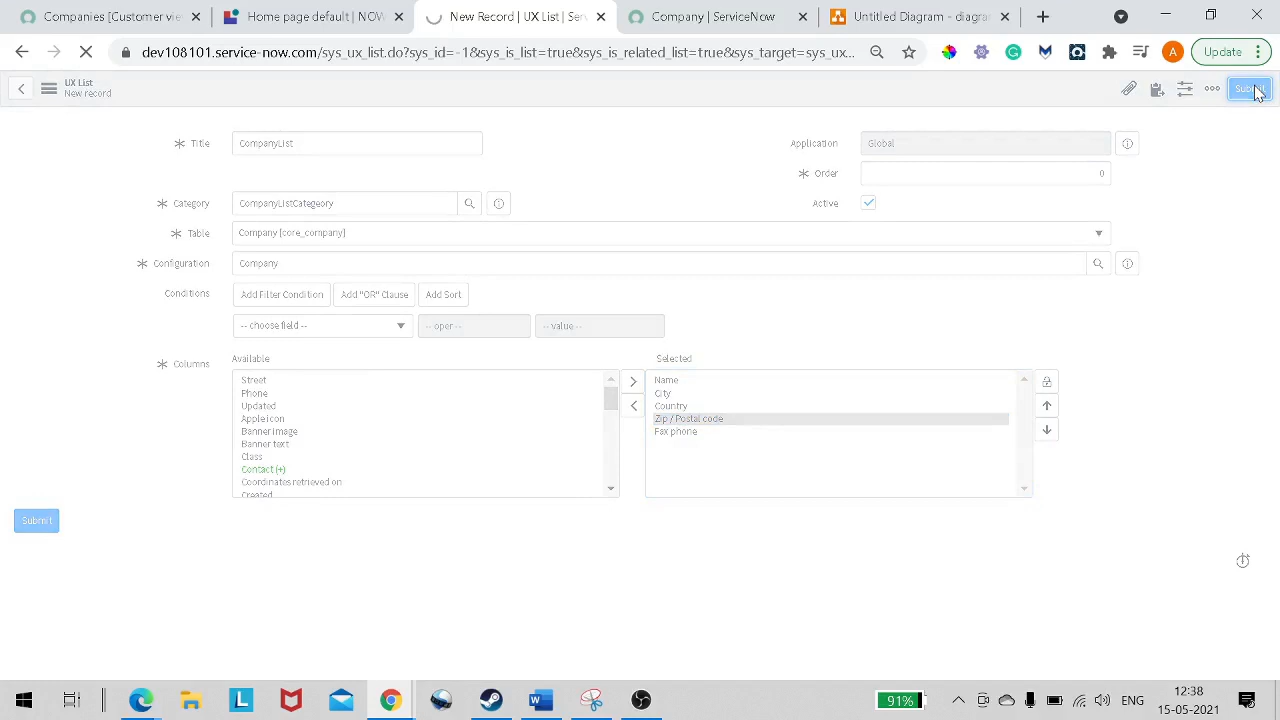 Companies [Customer view
Home page default | NOW
New Record | UX List | Serv
Company | ServiceNow
Untitled Diagram - diagra
dev108101.service-now.com/sys_ux_list.do?sys_id=-1&sys_is_list=true&sys_is_related_list=true&sys_target=sys_ux...
A
Update
UX List
New record
Submit
Title
CompanyList
Application
Global
Order
0
Category
CompanyListCategeory
Active
Table
Company [core_company]
Configuration
Company
Conditions
Add Filter Condition
Add "OR" Clause
Add Sort
-- choose field --
-- oper --
-- value --
Columns
Available
Selected
Street
Phone
Updated
Apple icon
Banner image
Banner text
Class
Contact (+)
Coordinates retrieved on
Created
Name
City
Country
Zip / Postal code
Fax phone
Submit
91%
ENG
12:38
15-05-2021